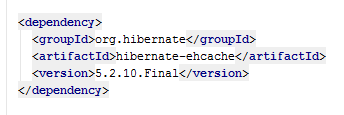 <dependency>
<groupId>org.hibernate</groupId>
<artifactId>hibernate-ehcache</artifactId>
<version>5.2.10.Final</version>
</dependency>